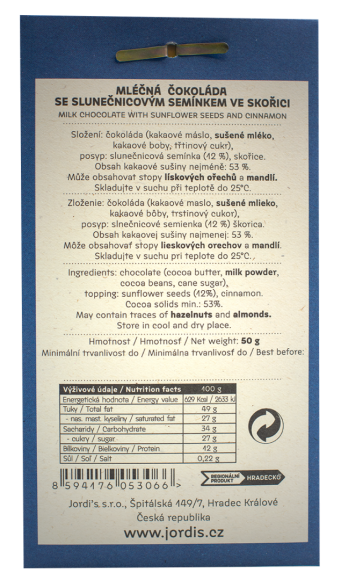 MLÉČNÁ ČOKOLÁDA
SE SLUNEČNICOVÝM SEMÍNKEM VE SKOŘICI
MILK CHOCOLATE WITH SUNFLOWER SEEDS AND CINNAMON
Složení: čokoláda (kakaové máslo, sušené mléko,
kakaové boby, třtinový cukr),
posyp: slunečnicová semínka (12 %), skořice.
Obsah kakaové sušiny nejméně: 53 %.
Může obsahovat stopy lískových ořechů a mandlí.
Skladujte v suchu při teplotě do 25°C.
Zloženie: čokoláda (kakaové maslo, sušené mlieko,
kakaové bôby, trstinový cukor),
posyp: slnečnicové semienka (12 %) škorica.
Obsah kakaovej sušiny najmenej: 53 %.
Môže obsahovať stopy lieskových orechov a mandlí.
Skladujte v suchu pri teplote do 25°C.
Ingredients: chocolate (cocoa butter, milk powder,
cocoa beans, cane sugar),
topping: sunflower seeds (12%), cinnamon.
Cocoa solids min.: 53%.
May contain traces of hazelnuts and almonds.
Store in cool and dry place.
Hmotnost / Hmotnosť / Net weight: 50 g
Minimální trvanlivost do / Minimálna trvanlivosť do / Best before:
Výživové údaje / Nutrition facts 100 g
Energetická hodnota / Energy value 629 Kcal / 2633 kJ
Tuky / Total fat 49 g
- nas. mast. kyseliny / saturated fat 27 g
Sacharidy / Carbohydrate 34 g
- cukry / sugar 27 g
Bílkoviny / Bielkoviny / Protein 12 g
Sůl / Soľ / Salt 0,22 g
8 594176 053066 >
REGIONÁLNÍ
PRODUKT
HRADECKO
Jordi's s.r.o., Špitálská 149/7, Hradec Králové
Česká republika
www.jordis.cz